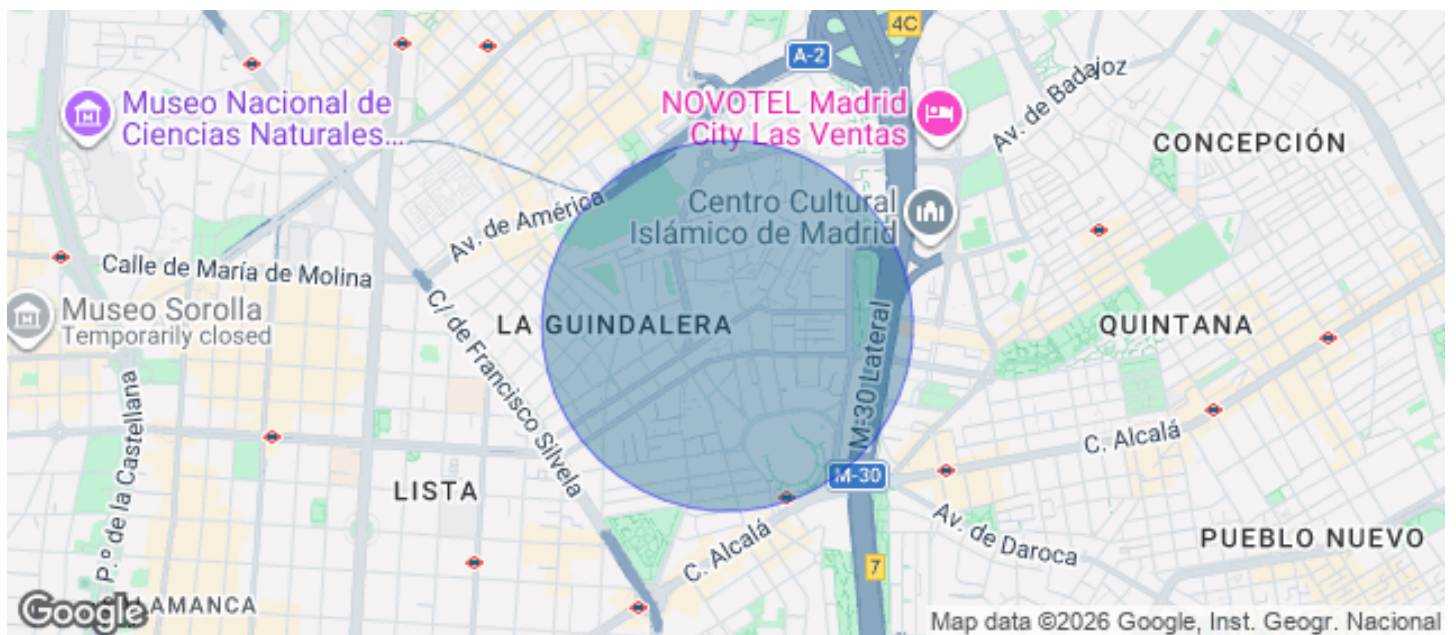 4C
A-2
Museo Nacional de
Ciencias Naturales...
NOVOTEL Madrid
City Las Ventas
Av. de Badajoz
CONCEPCIÓN
Av. de América
Centro Cultural
Islámico de Madrid
Calle de María de Molina
Museo Sorolla
Temporarily closed
C/ de Francisco Silvela
LA GUINDALERA
M-30 Lateral
QUINTANA
P.º de la Castellana
C. Alcalá
M-30
LISTA
Av. de Daroca
PUEBLO NUEVO
C. Alcalá
7
ALAMANCA
Google
Map data ©2026 Google, Inst. Geogr. Nacional